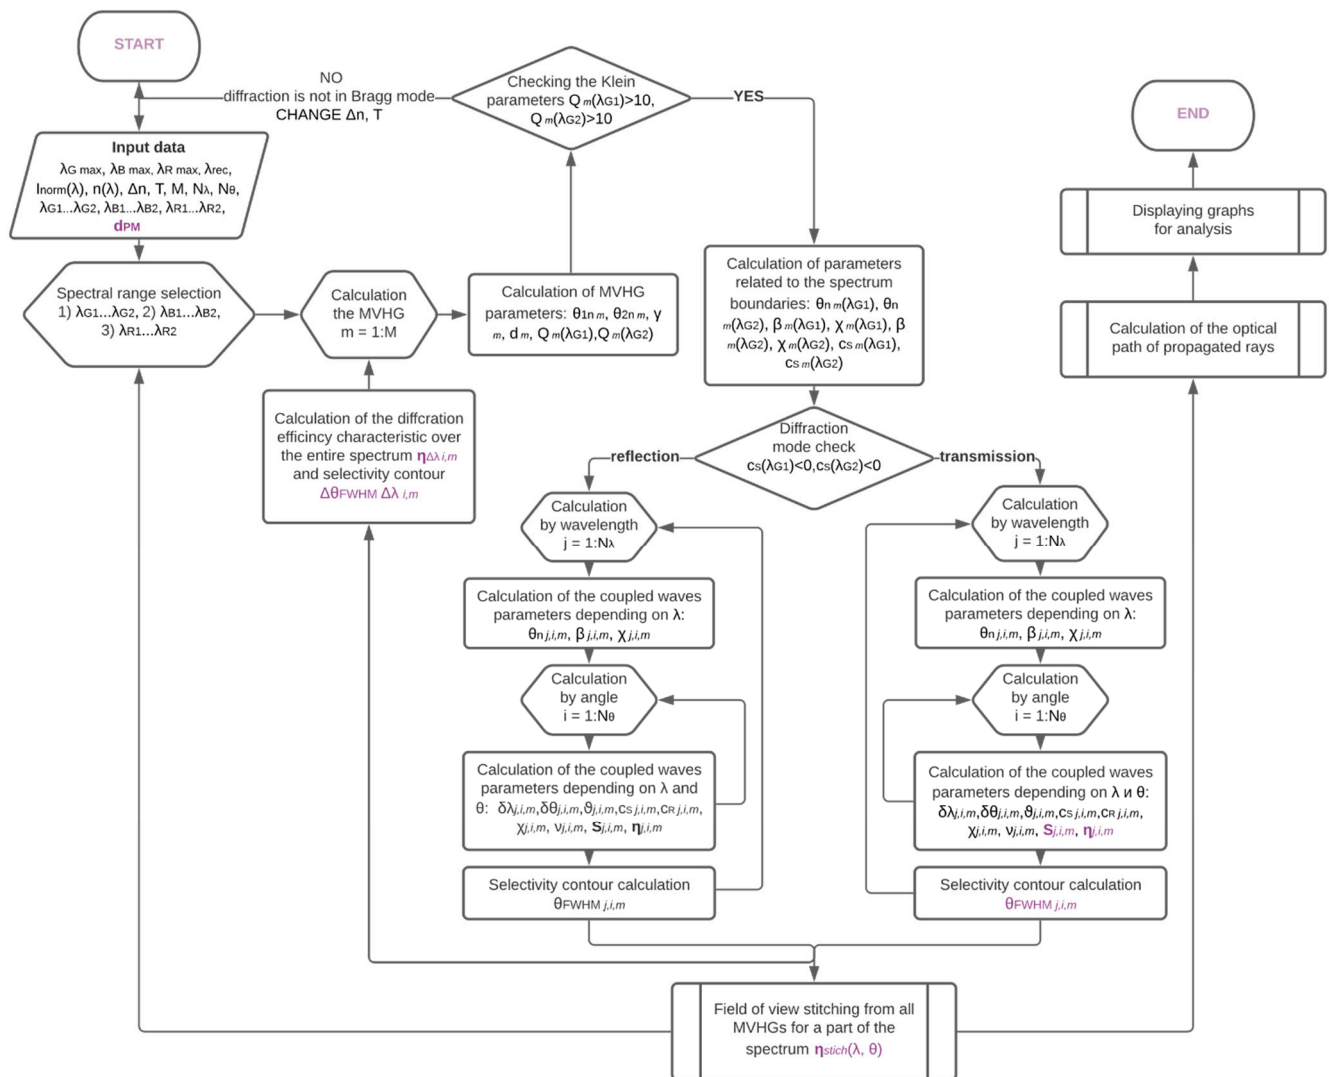 START
NO
diffraction is not in Bragg mode
CHANGE Δn, T
Checking the Klein
parameters Q m(λG1)>10,
Q m(λG2)>10
YES
END
Input data
λG max, λB max, λR max, λrec,
Inorm(λ), n(λ), Δn, T, M, Nλ, Nθ,
λG1...λG2, λB1...λB2, λR1...λR2,
dPM
Displaying graphs
for analysis
Spectral range selection
1) λG1...λG2, 2) λB1...λB2,
3) λR1...λR2
Calculation
the MVHG
m = 1:M
Calculation of MVHG
parameters: θ1n m, θ2n m, γ
m, d m, Q m(λG1),Q m(λG2)
Calculation of parameters
related to the spectrum
boundaries: θn m(λG1), θn
m(λG2), β m(λG1), χ m(λG1), β
m(λG2), χ m(λG2), cS m(λG1),
cS m(λG2)
Calculation of the optical
path of propagated rays
Calculation of the diffcration
efficincy characteristic over
the entire spectrum ηΔλ i,m
and selectivity contour
ΔθFWHM Δλ i,m
Diffraction
mode check
cS(λG1)<0,cS(λG2)<0
reflection
transmission
Calculation
by wavelength
j = 1:Nλ
Calculation
by wavelength
j = 1:Nλ
Calculation of the coupled waves
parameters depending on λ:
θn j,i,m, β j,i,m, χ j,i,m
Calculation of the coupled waves
parameters depending on λ:
θn j,i,m, β j,i,m, χ j,i,m
Calculation
by angle
i = 1:Nθ
Calculation
by angle
i = 1:Nθ
Calculation of the coupled waves
parameters depending on λ and
θ: δλj,i,m,δθj,i,m,ϑj,i,m,cS j,i,m,cR j,i,m,
χj,i,m, νj,i,m, Sj,i,m, ηj,i,m
Calculation of the coupled waves
parameters depending on λ и θ:
δλj,i,m,δθj,i,m,ϑj,i,m,cS j,i,m,cR j,i,m,
χj,i,m, νj,i,m, Sj,i,m, ηj,i,m
Selectivity contour calculation
θFWHM j,i,m
Selectivity contour calculation
θFWHM j,i,m
Field of view stitching from all
MVHGs for a part of the
spectrum ηstich(λ, θ)